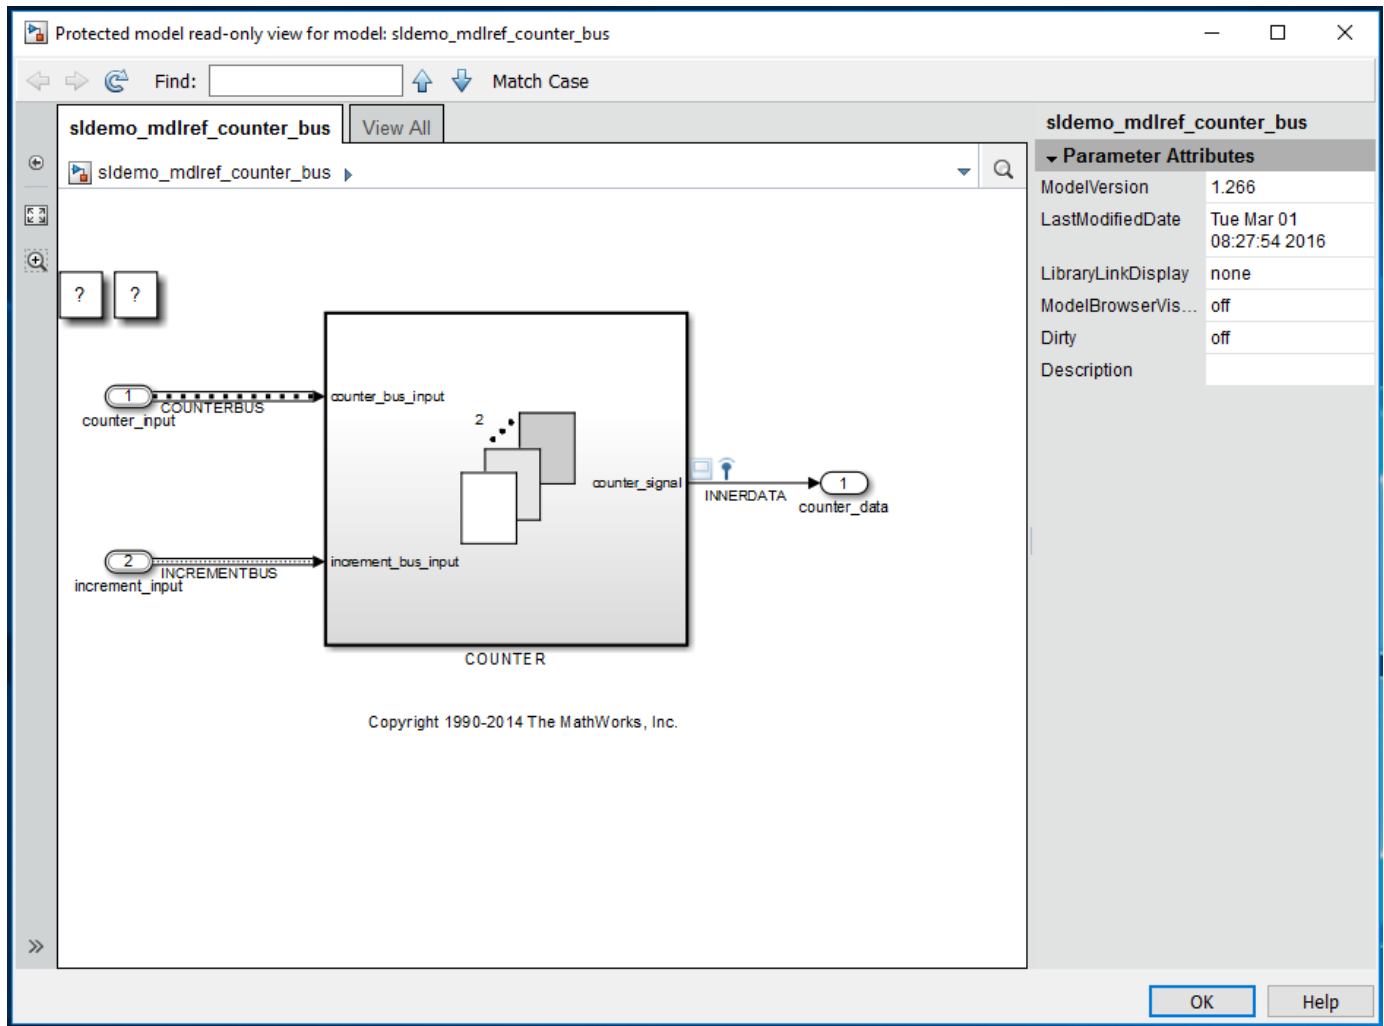 Protected model read-only view for model: sldemo_mdlref_counter_bus
Find:
Match Case
sldemo_mdlref_counter_bus
View All
sldemo_mdlref_counter_bus
? ?
1
COUNTERBUS
counter_input
counter_bus_input
2
counter_signal
INNERDATA
1
counter_data
2
INCREMENTBUS
increment_input
increment_bus_input
COUNTER
Copyright 1990-2014 The MathWorks, Inc.
sldemo_mdlref_counter_bus
Parameter Attributes
ModelVersion 1.266
LastModifiedDate Tue Mar 01
08:27:54 2016
LibraryLinkDisplay none
ModelBrowserVis... off
Dirty off
Description
OK
Help